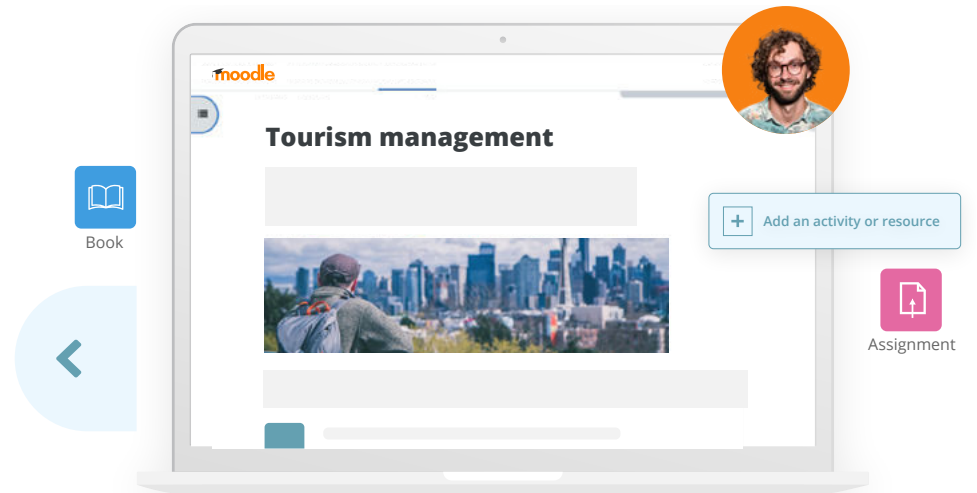 moodle
Tourism management
Book
Add an activity or resource
Assignment